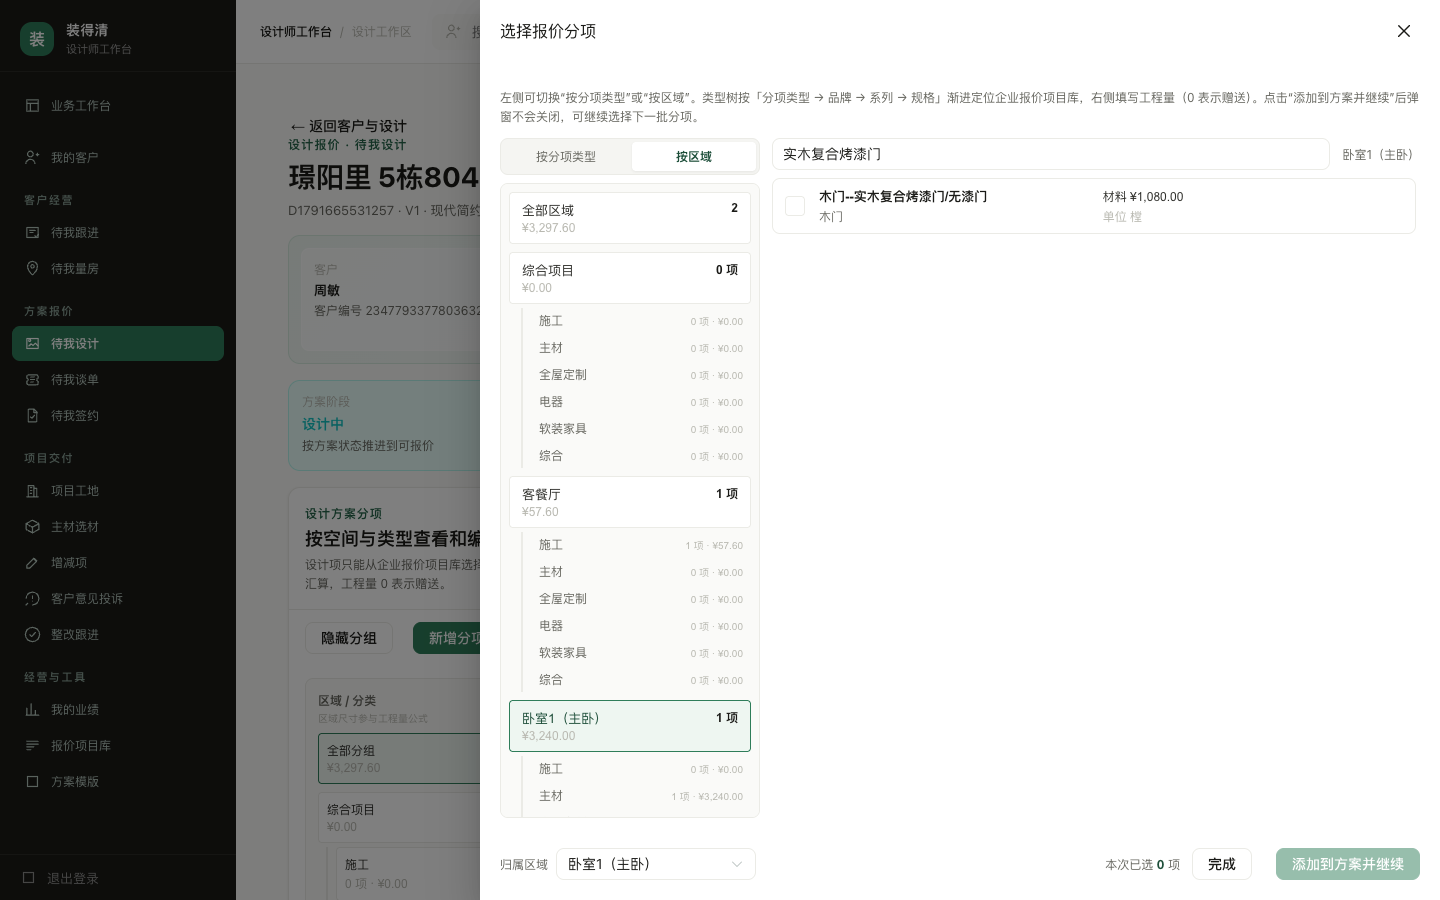 装
装得清
设计师工作台
业务工作台
我的客户
客户经营
待我跟进
待我量房
方案报价
待我设计
待我谈单
待我签约
项目交付
项目工地
主材选材
增减项
客户意见投诉
整改跟进
经营与工具
我的业绩
报价项目库
方案模版
退出登录
设计师工作台 / 设计工作区
← 返回客户与设计
设计报价 · 待我设计
璟阳里 5栋804
D1791665531257 · V1 · 现代简约
客户
周敏
客户编号 2347793377803632
方案阶段
设计中
按方案状态推进到可报价
设计方案分项
按空间与类型查看和编
设计项只能从企业报价项目库选择
汇算，工程量 0 表示赠送。
隐藏分组
新增分项
区域 / 分类
区域尺寸参与工程量公式
全部分组
¥3,297.60
综合项目
¥0.00
施工
0 项 · ¥0.00
选择报价分项
左侧可切换“按分项类型”或“按区域”。类型树按「分项类型 → 品牌 → 系列 → 规格」渐进定位企业报价项目库，右侧填写工程量（0 表示赠送）。点击“添加到方案并继续”后弹
窗不会关闭，可继续选择下一批分项。
按分项类型
按区域
全部区域 2
¥3,297.60
综合项目 0 项
¥0.00
施工 0 项 · ¥0.00
主材 0 项 · ¥0.00
全屋定制 0 项 · ¥0.00
电器 0 项 · ¥0.00
软装家具 0 项 · ¥0.00
综合 0 项 · ¥0.00
客餐厅 1 项
¥57.60
施工 1 项 · ¥57.60
主材 0 项 · ¥0.00
全屋定制 0 项 · ¥0.00
电器 0 项 · ¥0.00
软装家具 0 项 · ¥0.00
综合 0 项 · ¥0.00
卧室1（主卧） 1 项
¥3,240.00
施工 0 项 · ¥0.00
主材 1 项 · ¥3,240.00
实木复合烤漆门
卧室1（主卧）
木门--实木复合烤漆门/无漆门
木门
材料 ¥1,080.00
单位 樘
归属区域
卧室1（主卧）
本次已选 0 项
完成
添加到方案并继续